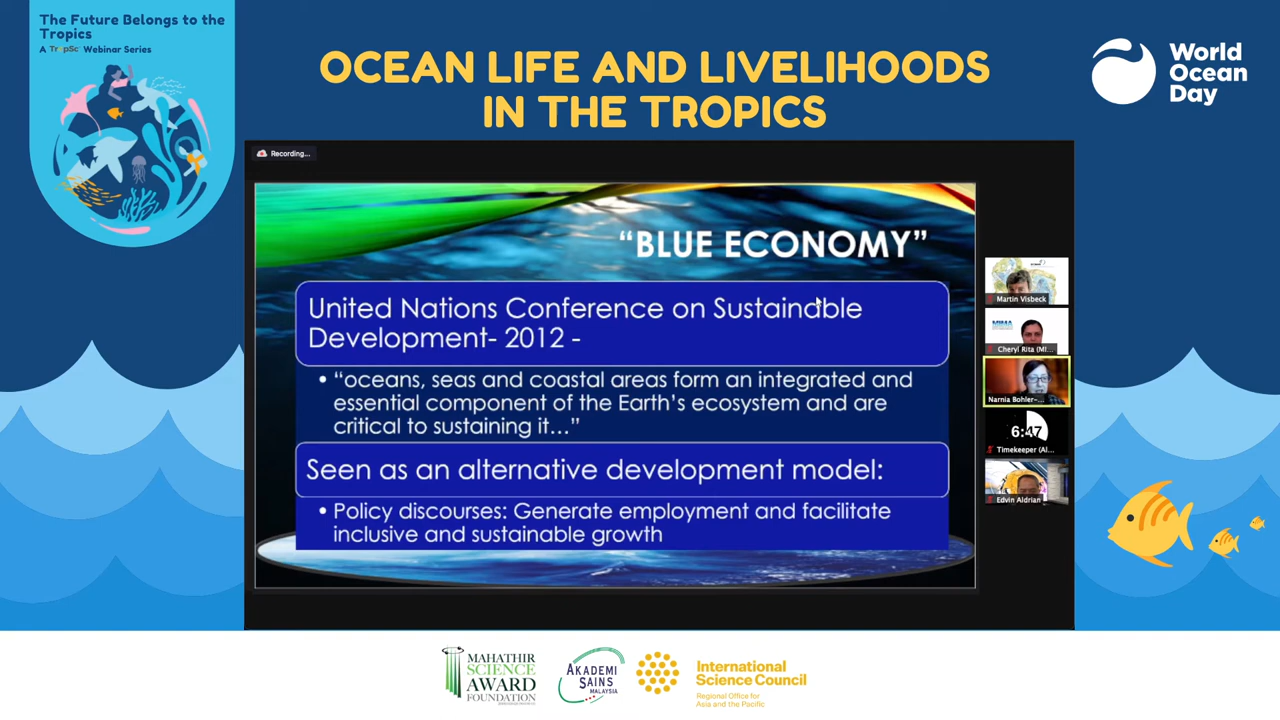 The Future Belongs to the
Tropics
A TropSc Webinar Series
OCEAN LIFE AND LIVELIHOODS
IN THE TROPICS
World
Ocean
Day
Recording...
"BLUE ECONOMY"
United Nations Conference on Sustainable
Development- 2012 -
• "oceans, seas and coastal areas form an integrated and
essential component of the Earth's ecosystem and are
critical to sustaining it..."
Seen as an alternative development model:
• Policy discourses: Generate employment and facilitate
inclusive and sustainable growth
Martin Visbeck
MIMA
Cheryl Rita (MI...
Narnia Bohler-...
6:47
Timekeeper (Al...
Edvin Aldrian
MAHATHIR
SCIENCE
AWARD
FOUNDATION
AKADEMI
SAINS
MALAYSIA
International
Science Council
Regional Office for
Asia and the Pacific